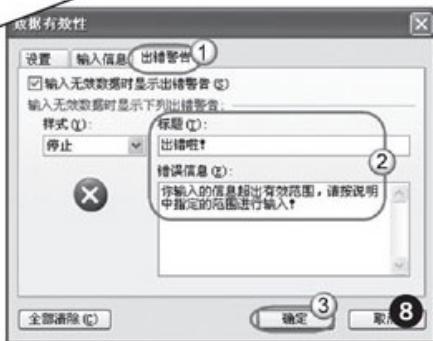 数据有效性
设置 输入信息 出错警告 1
输入无效数据时显示出错警告(S)
输入无效数据时显示下列出错警告:
样式(Y): 标题(T):
停止 出错啦! 2
错误信息(E):
你输入的信息超出有效范围，请按说明
中指定的范围进行输入!
3
全部清除(C) 确定 取 8